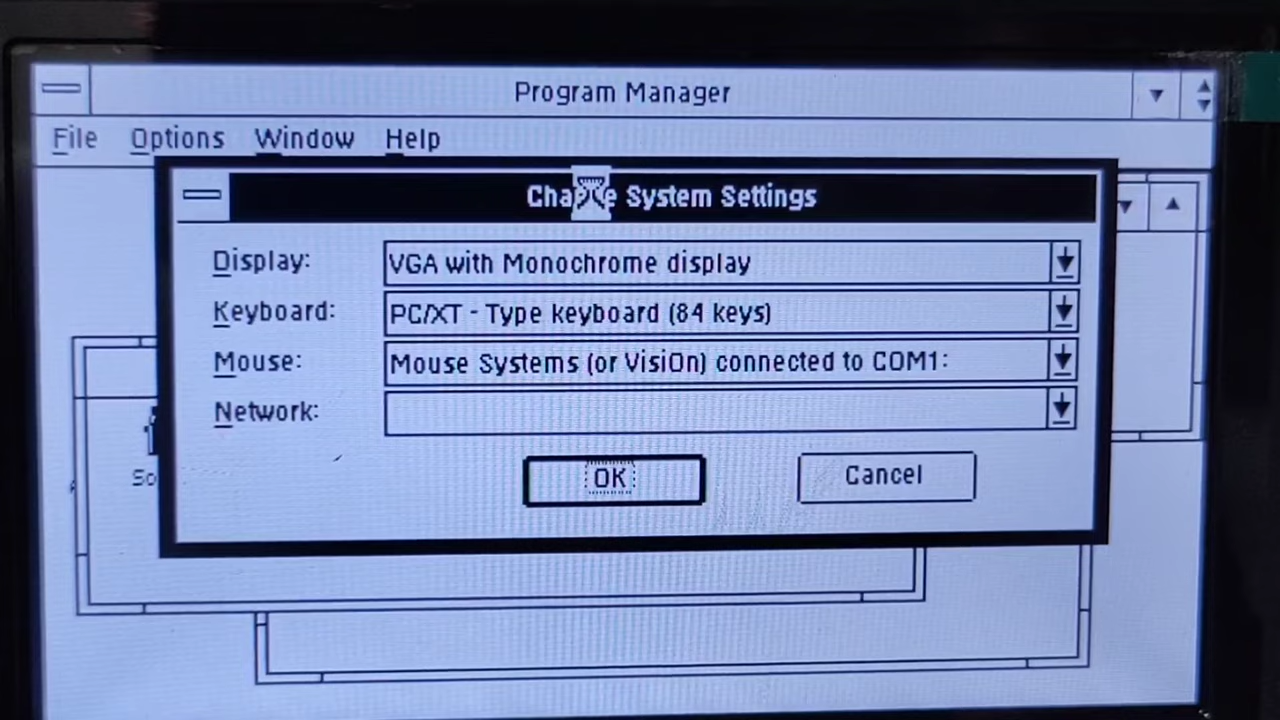 Program Manager
File Options Window Help
System Settings
Display: VGA with Monochrome display
Keyboard: PC/XT - Type keyboard (84 keys)
Mouse: Mouse Systems (or VisiOn) connected to COM1:
Network:
So
OK Cancel